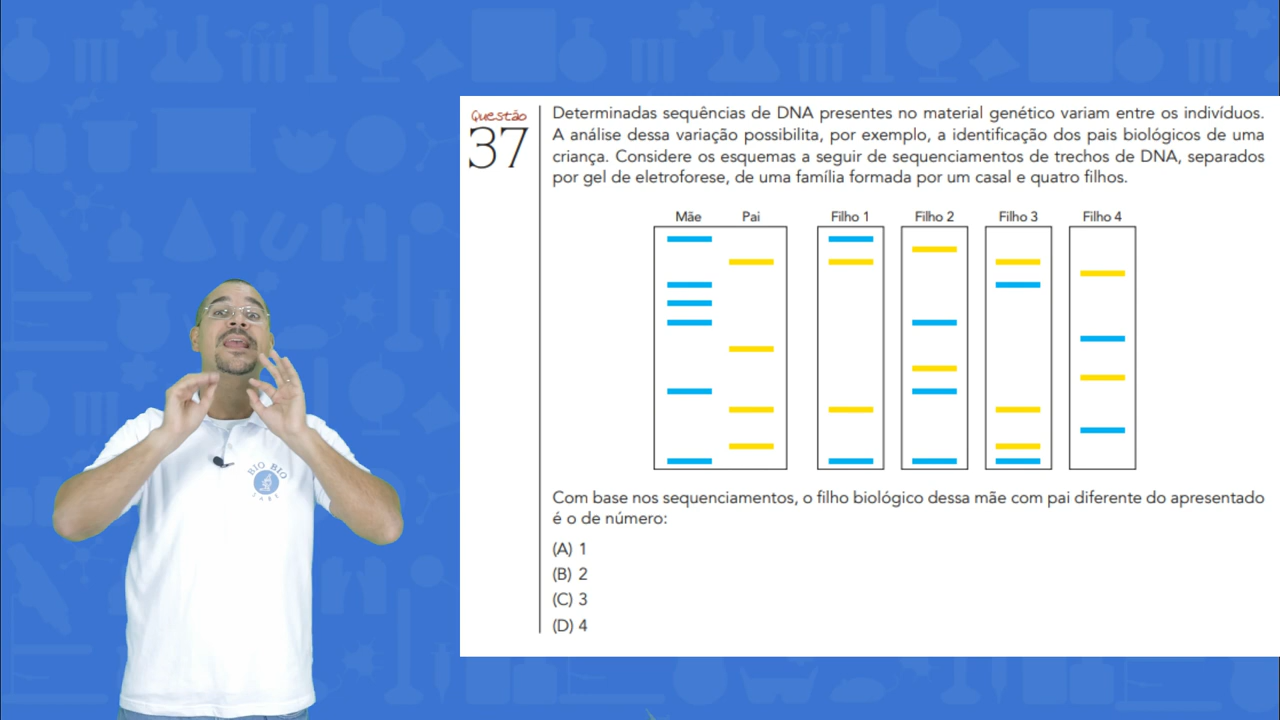 Questão
37
Determinadas sequências de DNA presentes no material genético variam entre os indivíduos.
A análise dessa variação possibilita, por exemplo, a identificação dos pais biológicos de uma
criança. Considere os esquemas a seguir de sequenciamentos de trechos de DNA, separados
por gel de eletroforese, de uma família formada por um casal e quatro filhos.
Mãe Pai Filho 1 Filho 2 Filho 3 Filho 4
Com base nos sequenciamentos, o filho biológico dessa mãe com pai diferente do apresentado
é o de número:
(A) 1
(B) 2
(C) 3
(D) 4
BIO BIO